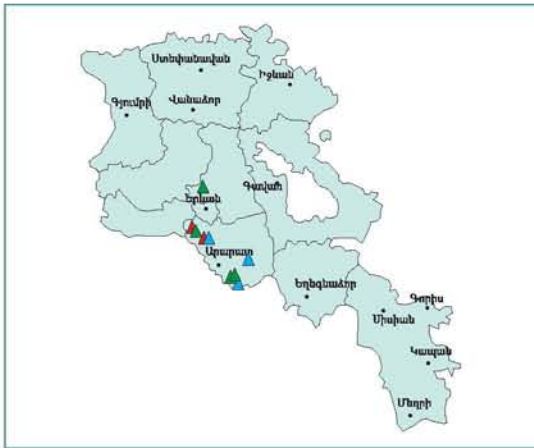 Ստեփանավան
Իջևան
Գյումրի
Վանաձոր
Գավառ
Երևան
Արարատ
Եղեգնաձոր
Գորիս
Սիսիան
Կապան
Մեղրի